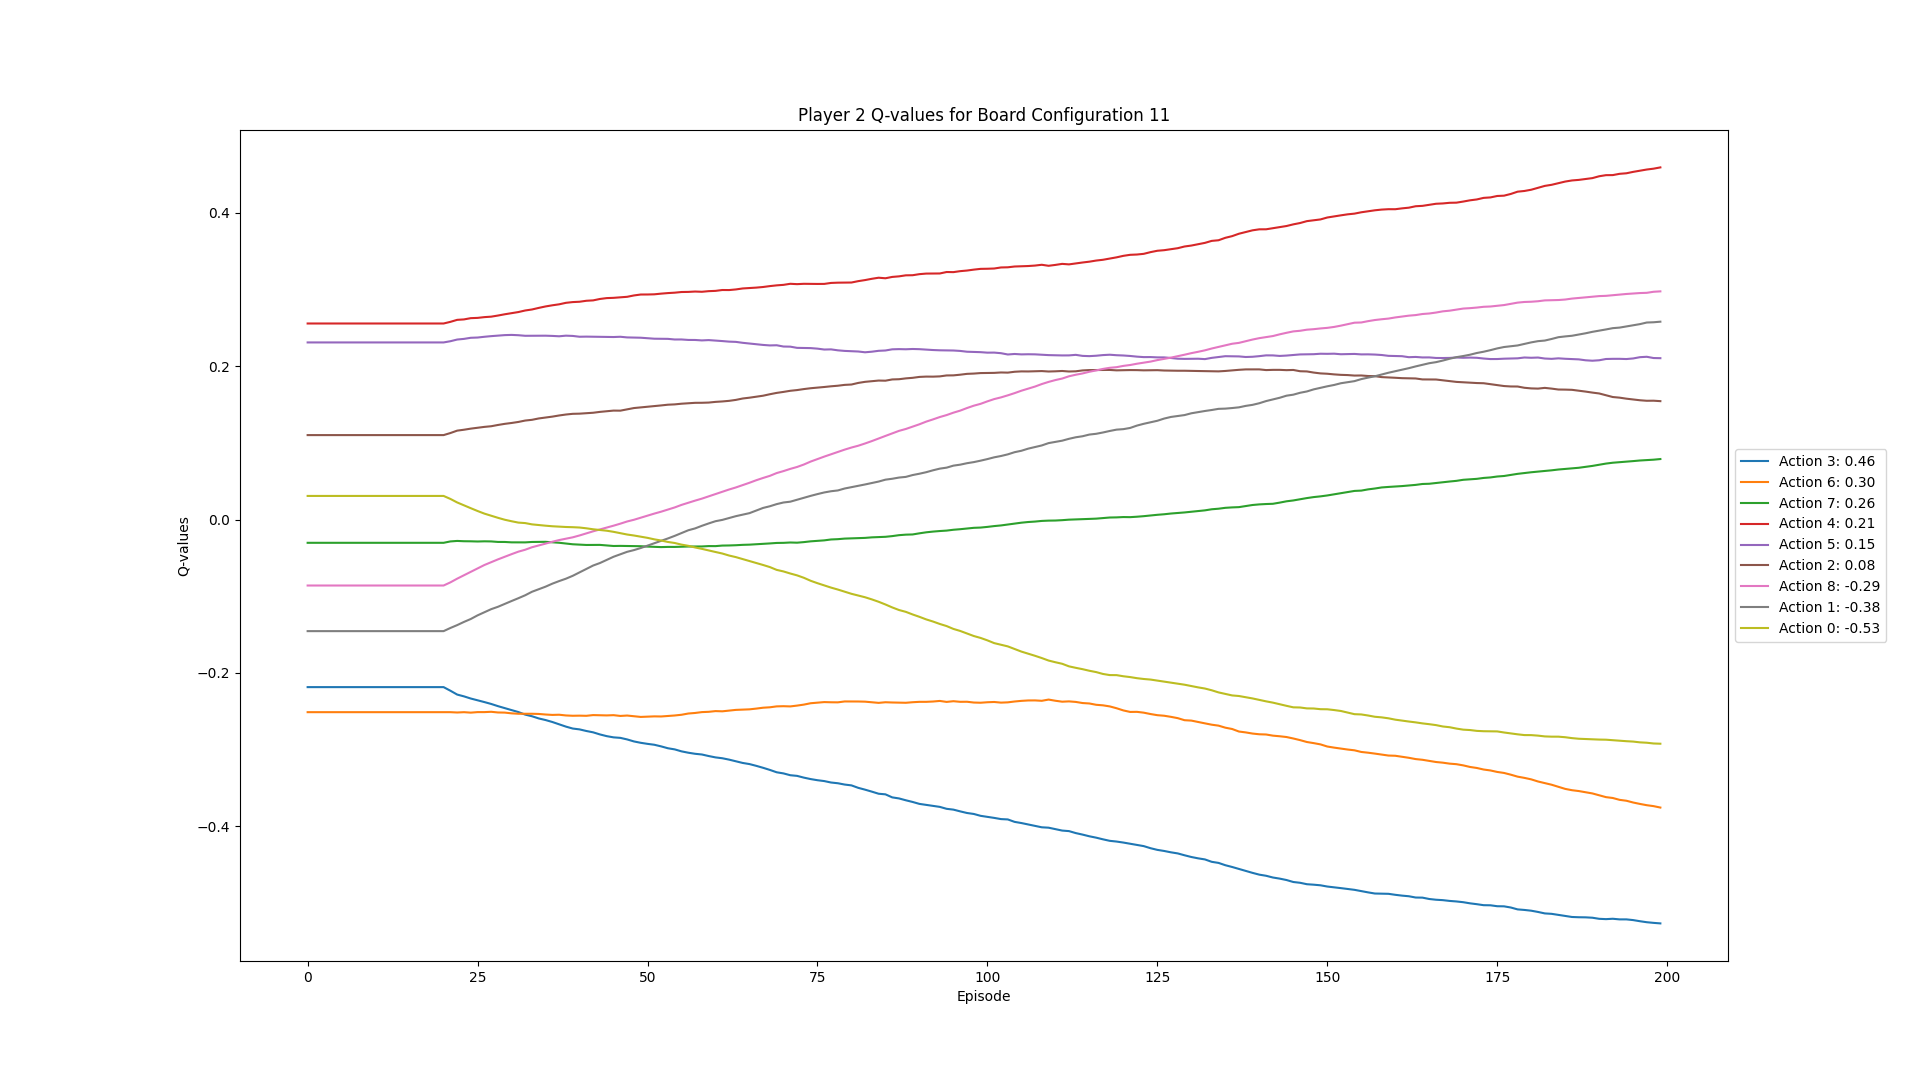 Player 2 Q-values for Board Configuration 11
0.4
0.2
0.0
−0.2
−0.4
Q-values
0 25 50 75 100 125 150 175 200
Episode
Action 3: 0.46
Action 6: 0.30
Action 7: 0.26
Action 4: 0.21
Action 5: 0.15
Action 2: 0.08
Action 8: -0.29
Action 1: -0.38
Action 0: -0.53